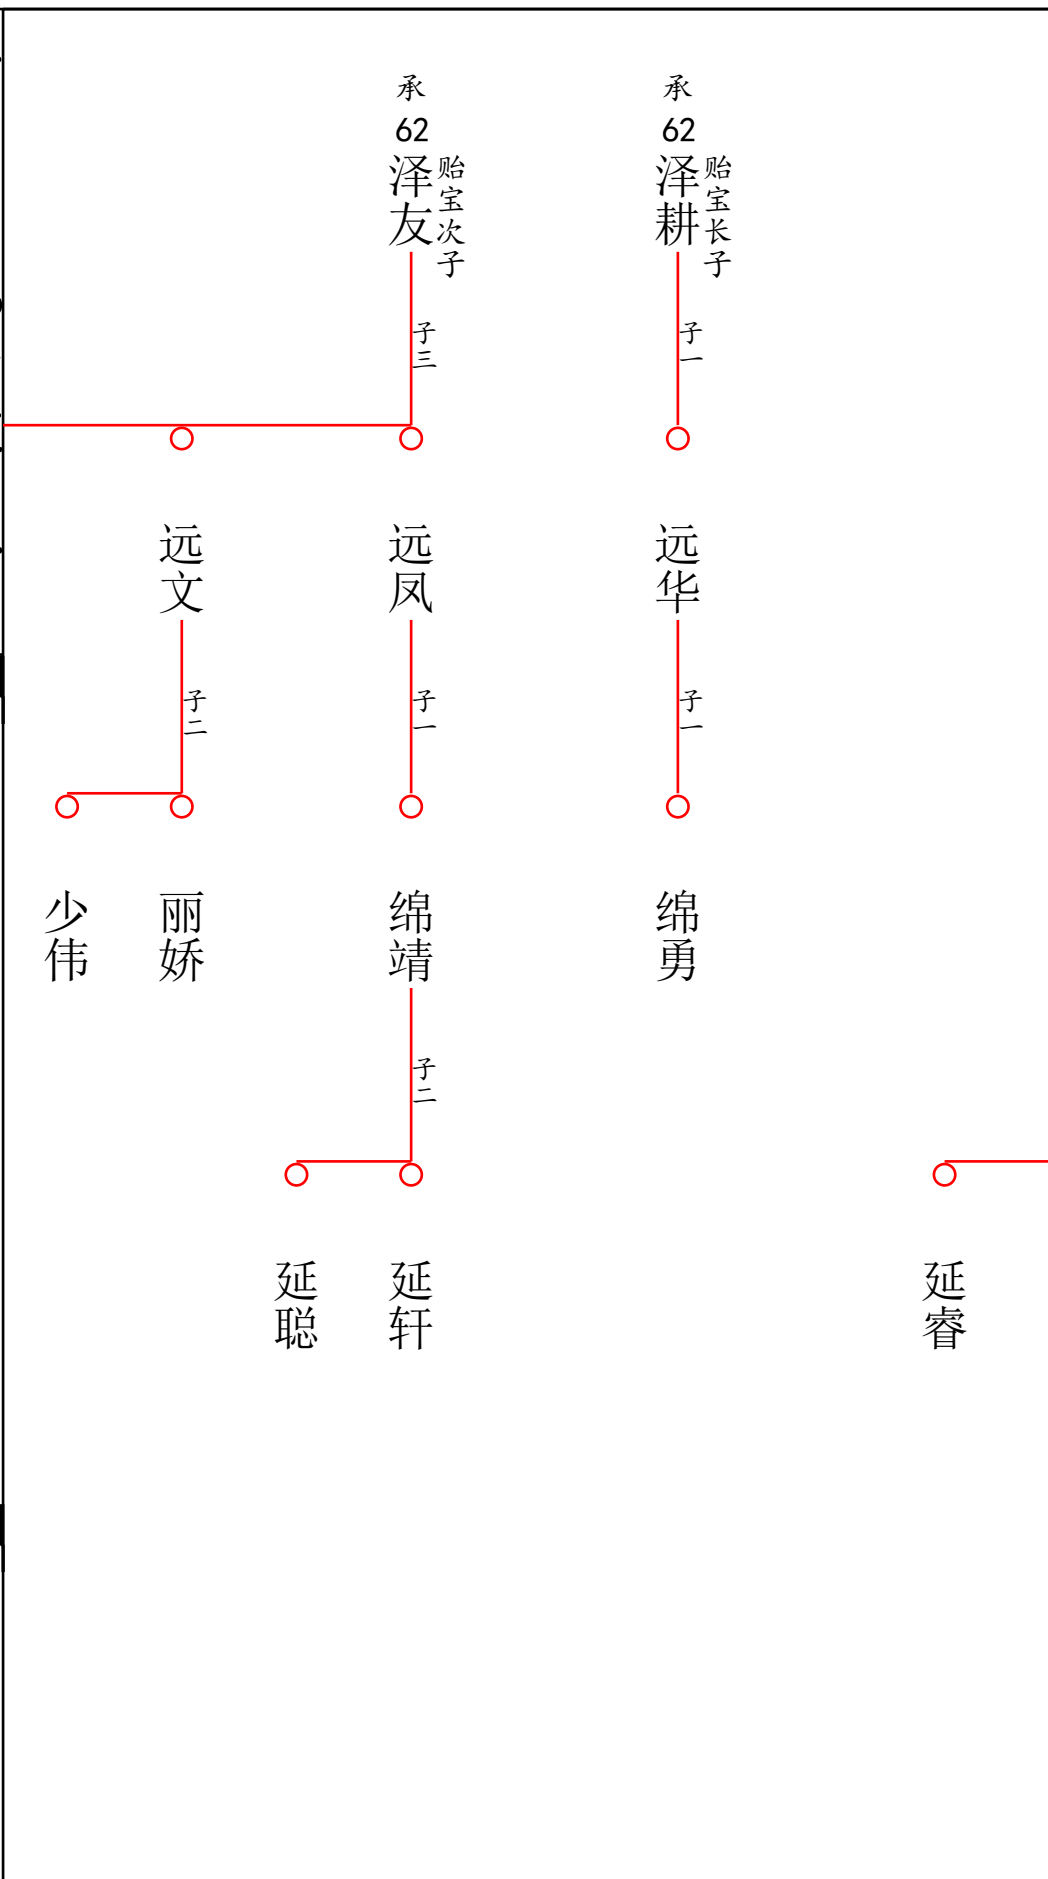 承
62
泽耕
贻宝长子
子一
承
62
泽友
贻宝次子
子三
远华
子一
远凤
子一
远文
子二
绵勇
绵靖
子二
丽娇
少伟
延睿
延轩
延聪